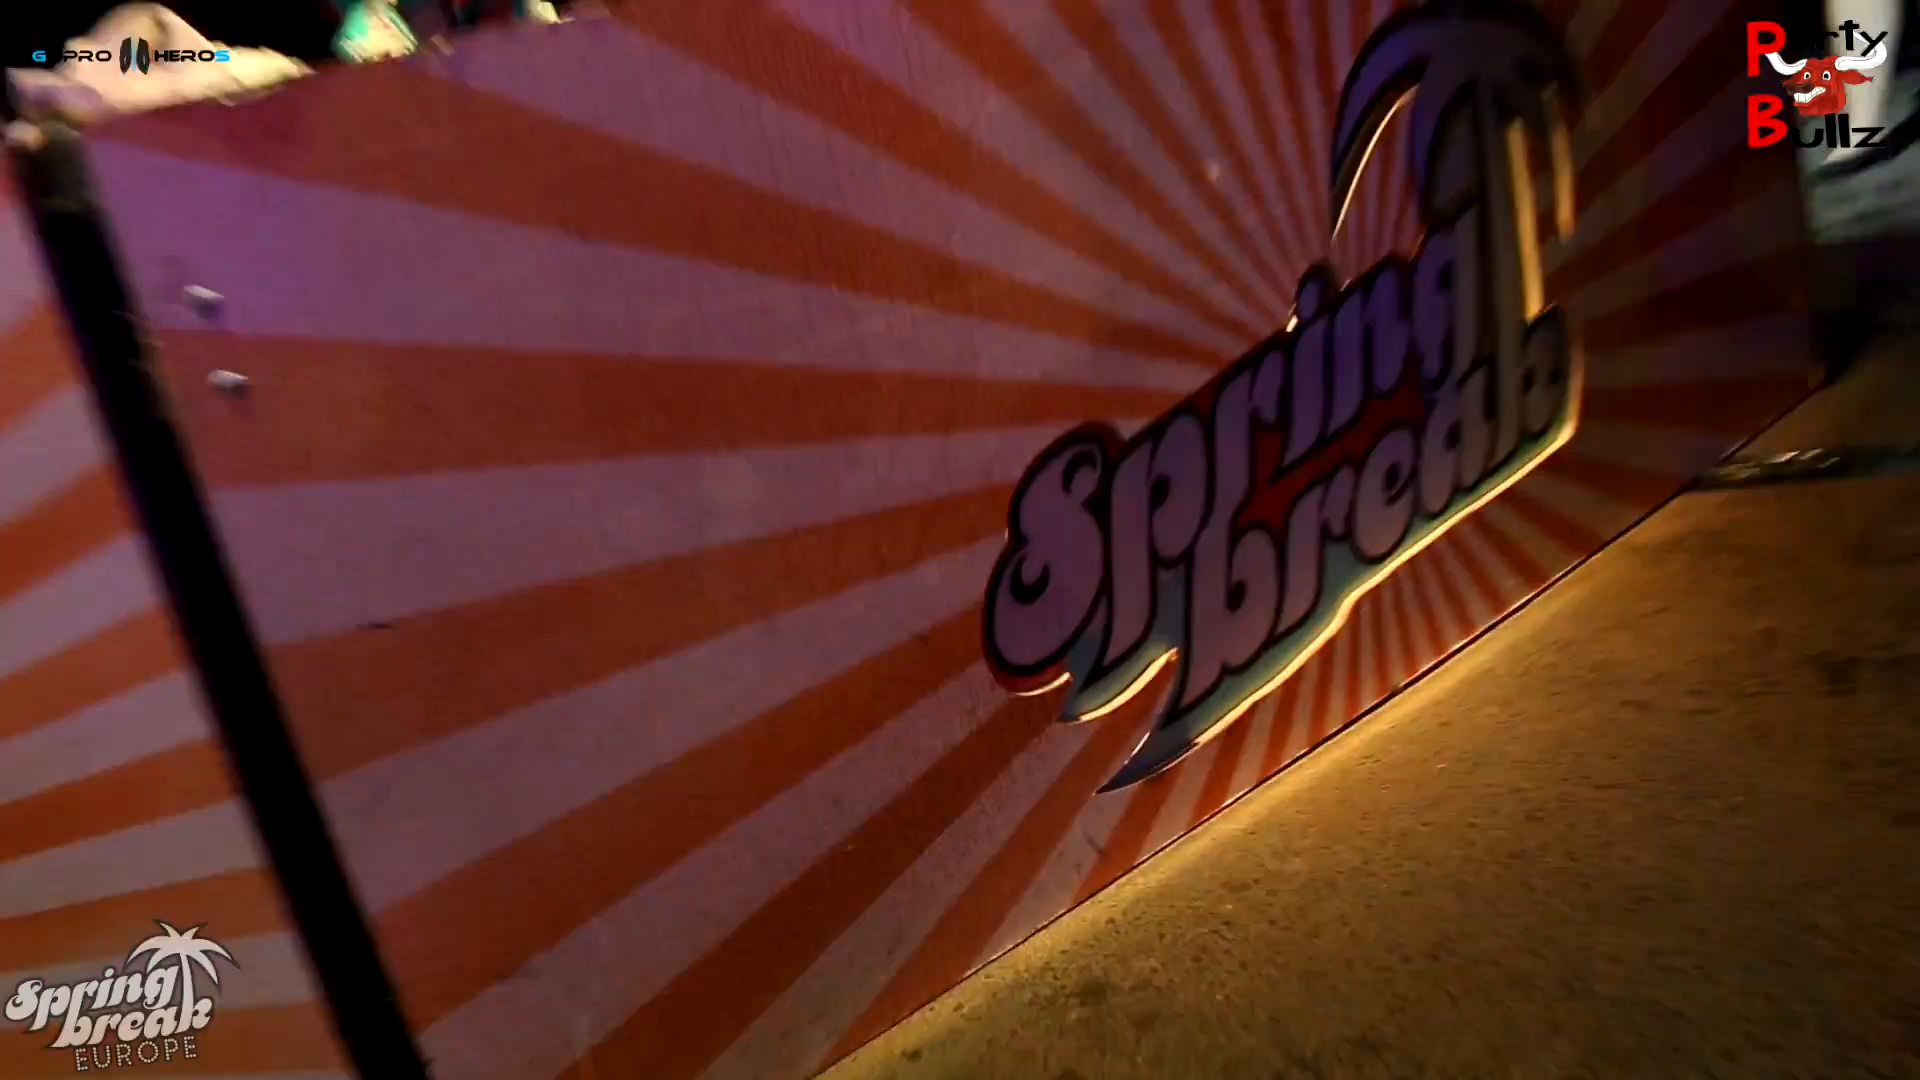 GOPRO HEROS
Party
Bullz
Spring
break
Spring
break
EUROPE